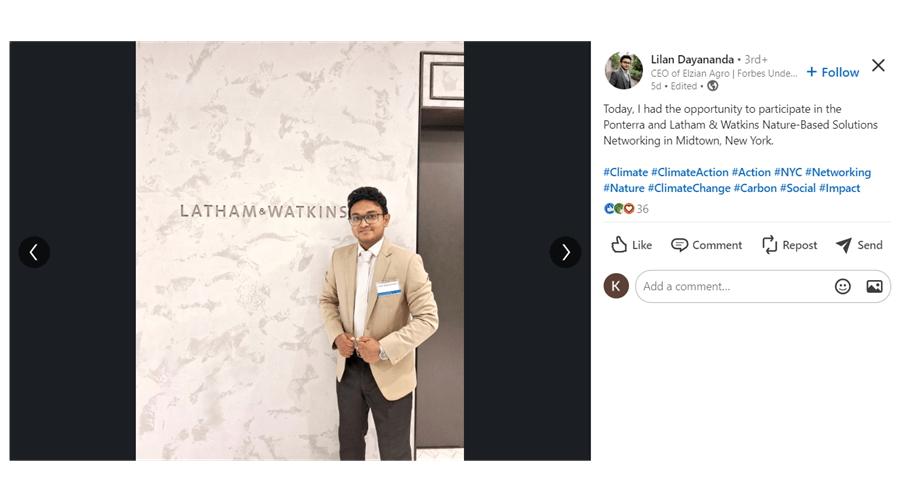 LATHAM&WATKINS
Lilan Dayananda • 3rd+
CEO of Elzian Agro | Forbes Unde...
5d • Edited •
+ Follow
Today, I had the opportunity to participate in the
Ponterra and Latham & Watkins Nature-Based Solutions
Networking in Midtown, New York.
#Climate #ClimateAction #Action #NYC #Networking
#Nature #ClimateChange #Carbon #Social #Impact
36
Like Comment Repost Send
K
Add a comment...